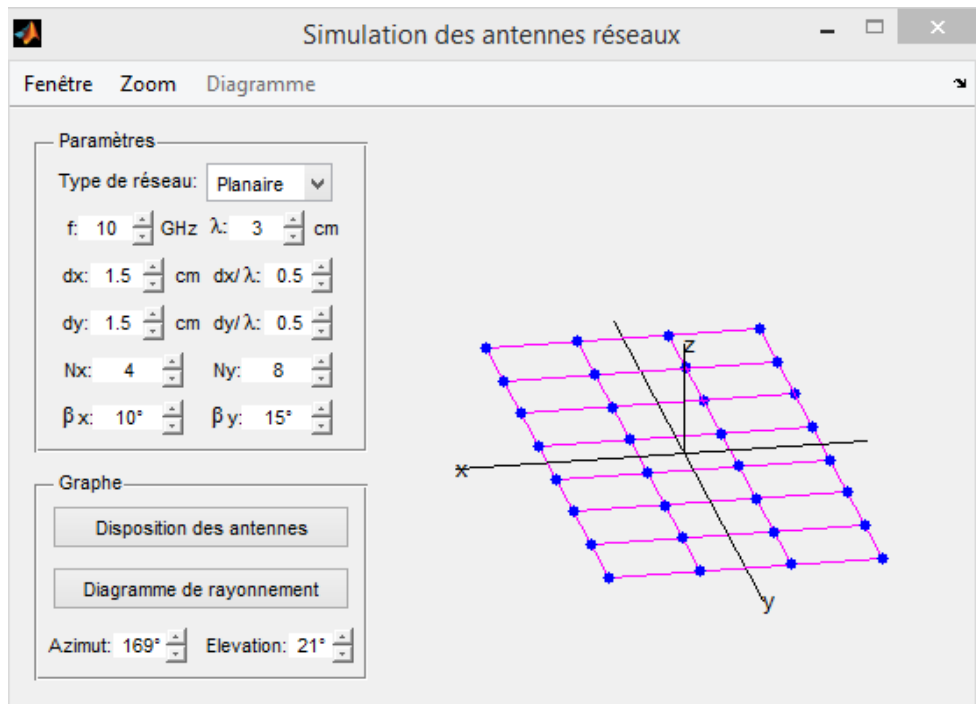 Simulation des antennes réseaux
Fenêtre Zoom Diagramme
Paramètres
Type de réseau: Planaire
f: 10 GHz λ: 3 cm
dx: 1.5 cm dx/λ: 0.5
dy: 1.5 cm dy/λ: 0.5
Nx: 4 Ny: 8
βx: 10° βy: 15°
Graphe
Disposition des antennes
Diagramme de rayonnement
Azimut: 169° Elevation: 21°
z
x
y